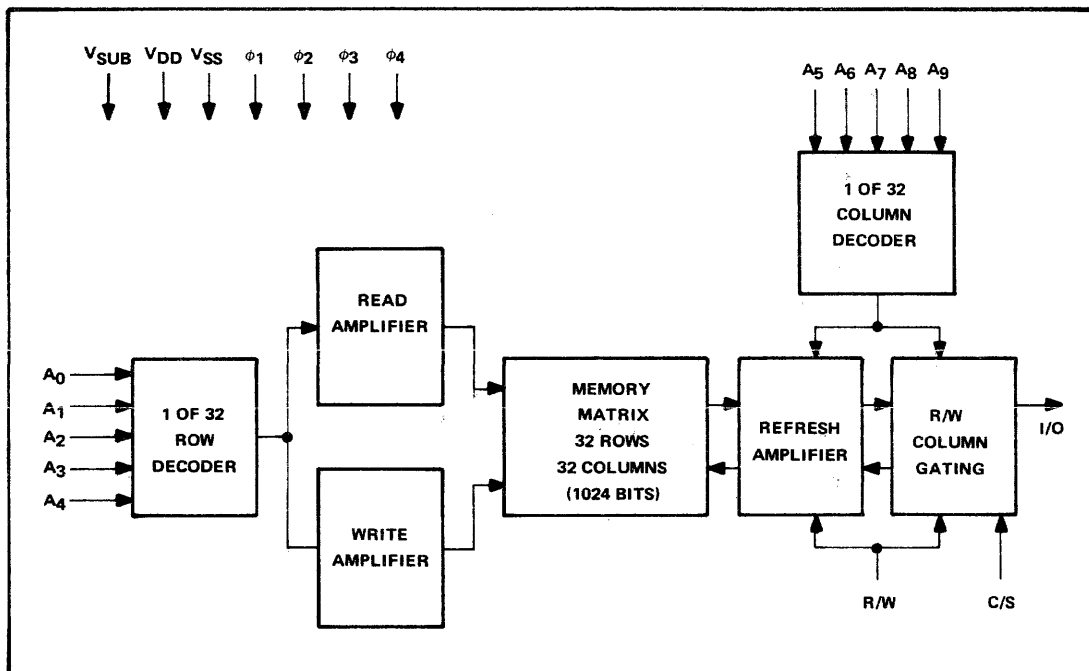 VSUB VDD VSS ϕ1 ϕ2 ϕ3 ϕ4
A5 A6 A7 A8 A9
1 OF 32
COLUMN
DECODER
READ
AMPLIFIER
A0
A1
A2
A3
A4
1 OF 32
ROW
DECODER
WRITE
AMPLIFIER
MEMORY
MATRIX
32 ROWS
32 COLUMNS
(1024 BITS)
REFRESH
AMPLIFIER
R/W
COLUMN
GATING
I/O
R/W
C/S